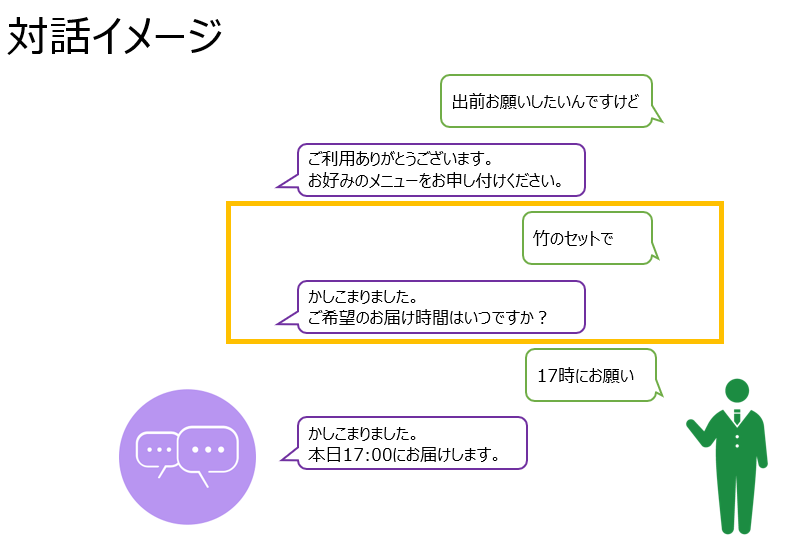 対話イメージ
出前お願いしたいんですけど
ご利用ありがとうございます。
お好みのメニューをお申し付けください。
竹のセットで
かしこまりました。
ご希望のお届け時間はいつですか？
17時にお願い
かしこまりました。
本日17:00にお届けします。